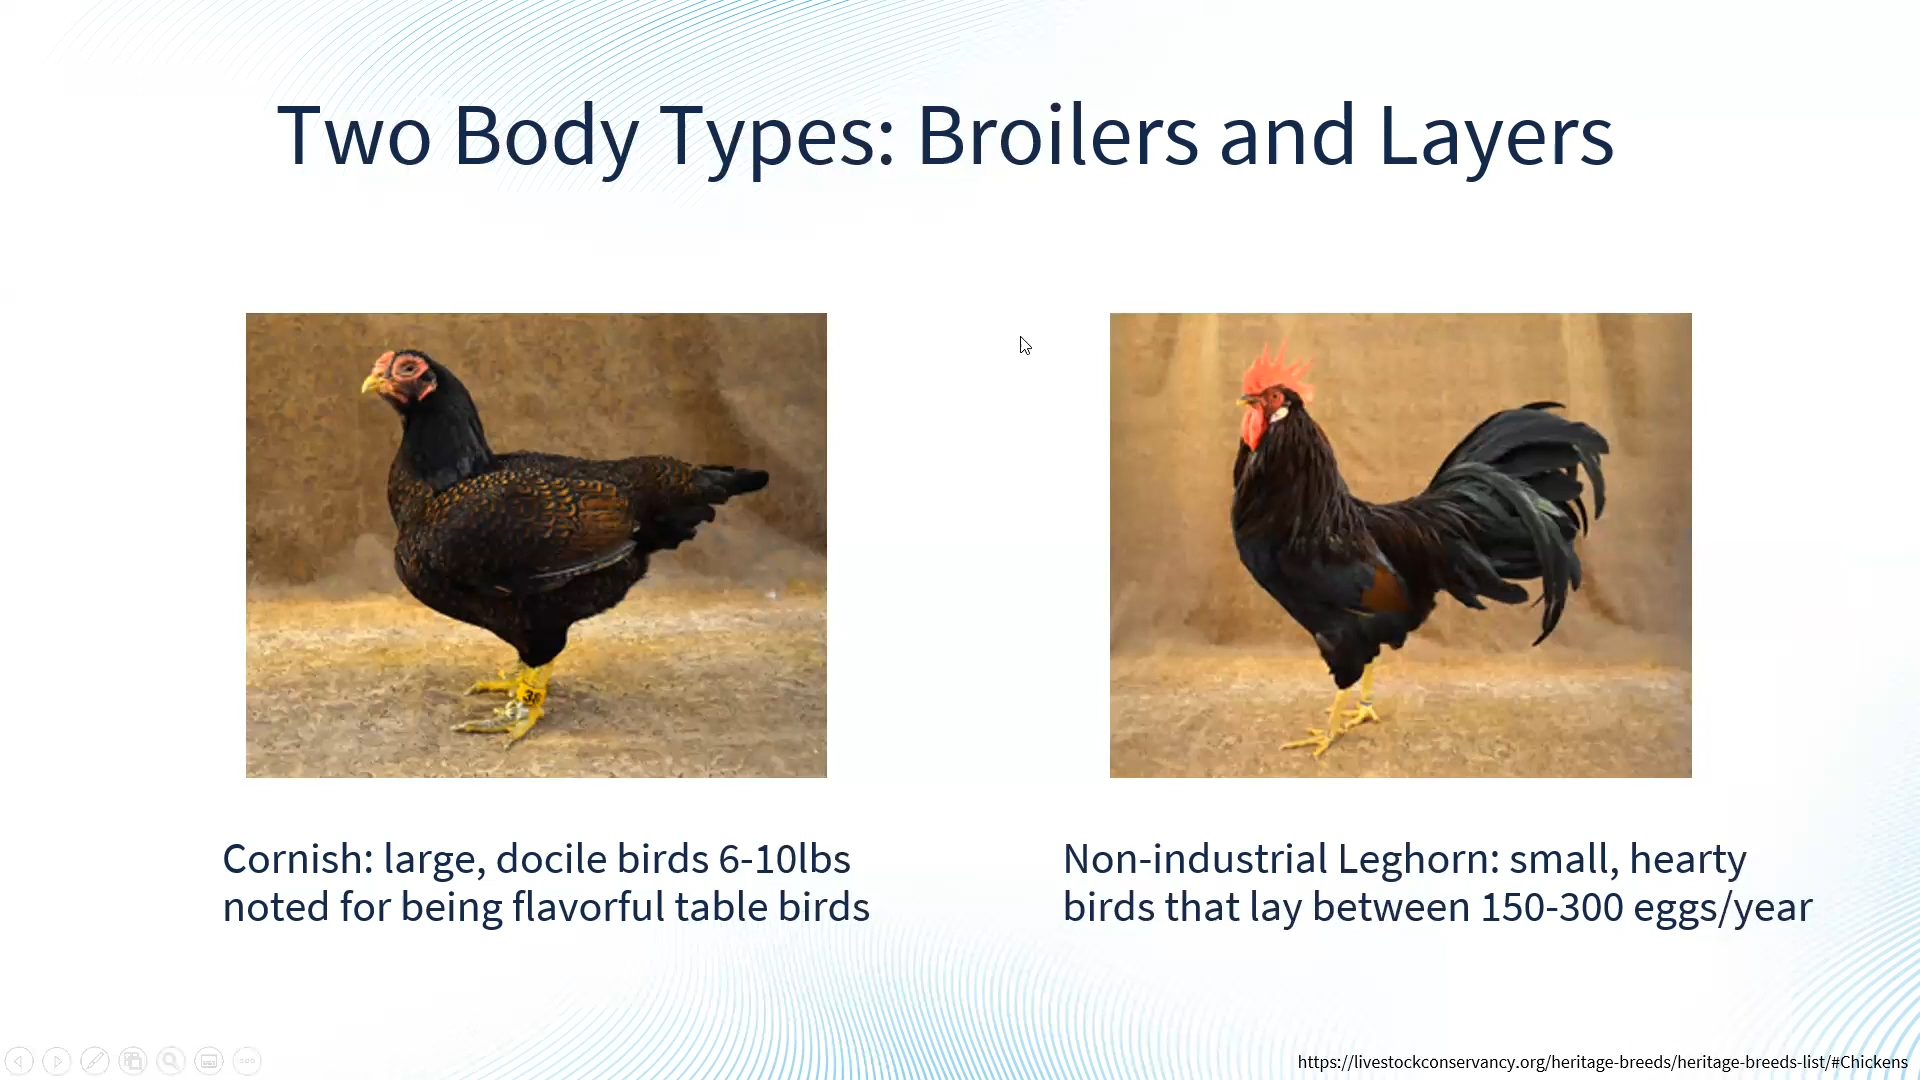 Two Body Types: Broilers and Layers
Cornish: large, docile birds 6-10lbs
noted for being flavorful table birds
Non-industrial Leghorn: small, hearty
birds that lay between 150-300 eggs/year
https://livestockconservancy.org/heritage-breeds/heritage-breeds-list/#Chickens